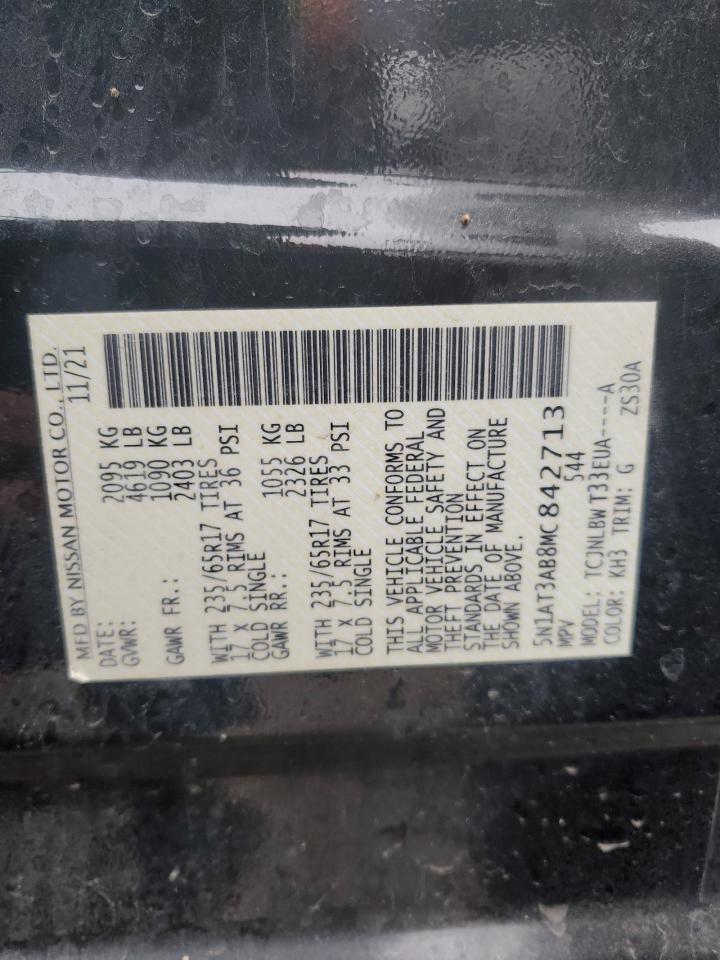 MFD BY NISSAN MOTOR CO., LTD.
DATE: 11/21
GVWR: 2095 KG
4619 LB
GAWR FR.: 1090 KG
2403 LB
WITH 235/65R17 TIRES
17 X 7.5 RIMS AT 36 PSI
COLD SINGLE
GAWR RR.: 1055 KG
2326 LB
WITH 235/65R17 TIRES
17 X 7.5 RIMS AT 33 PSI
COLD SINGLE
THIS VEHICLE CONFORMS TO
ALL APPLICABLE FEDERAL
MOTOR VEHICLE SAFETY AND
THEFT PREVENTION
STANDARDS IN EFFECT ON
THE DATE OF MANUFACTURE
SHOWN ABOVE.
5N1AT3AB8MC842713
MPV 544
MODEL: TCJNLBW T33EUA----A
COLOR: KH3 TRIM: G ZS30A